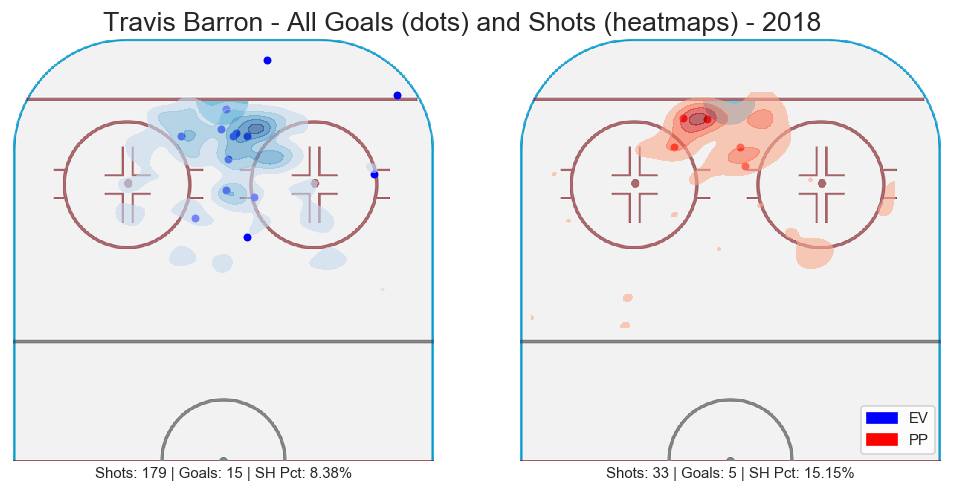 Travis Barron - All Goals (dots) and Shots (heatmaps) - 2018
EV
PP
Shots: 179 | Goals: 15 | SH Pct: 8.38%
Shots: 33 | Goals: 5 | SH Pct: 15.15%